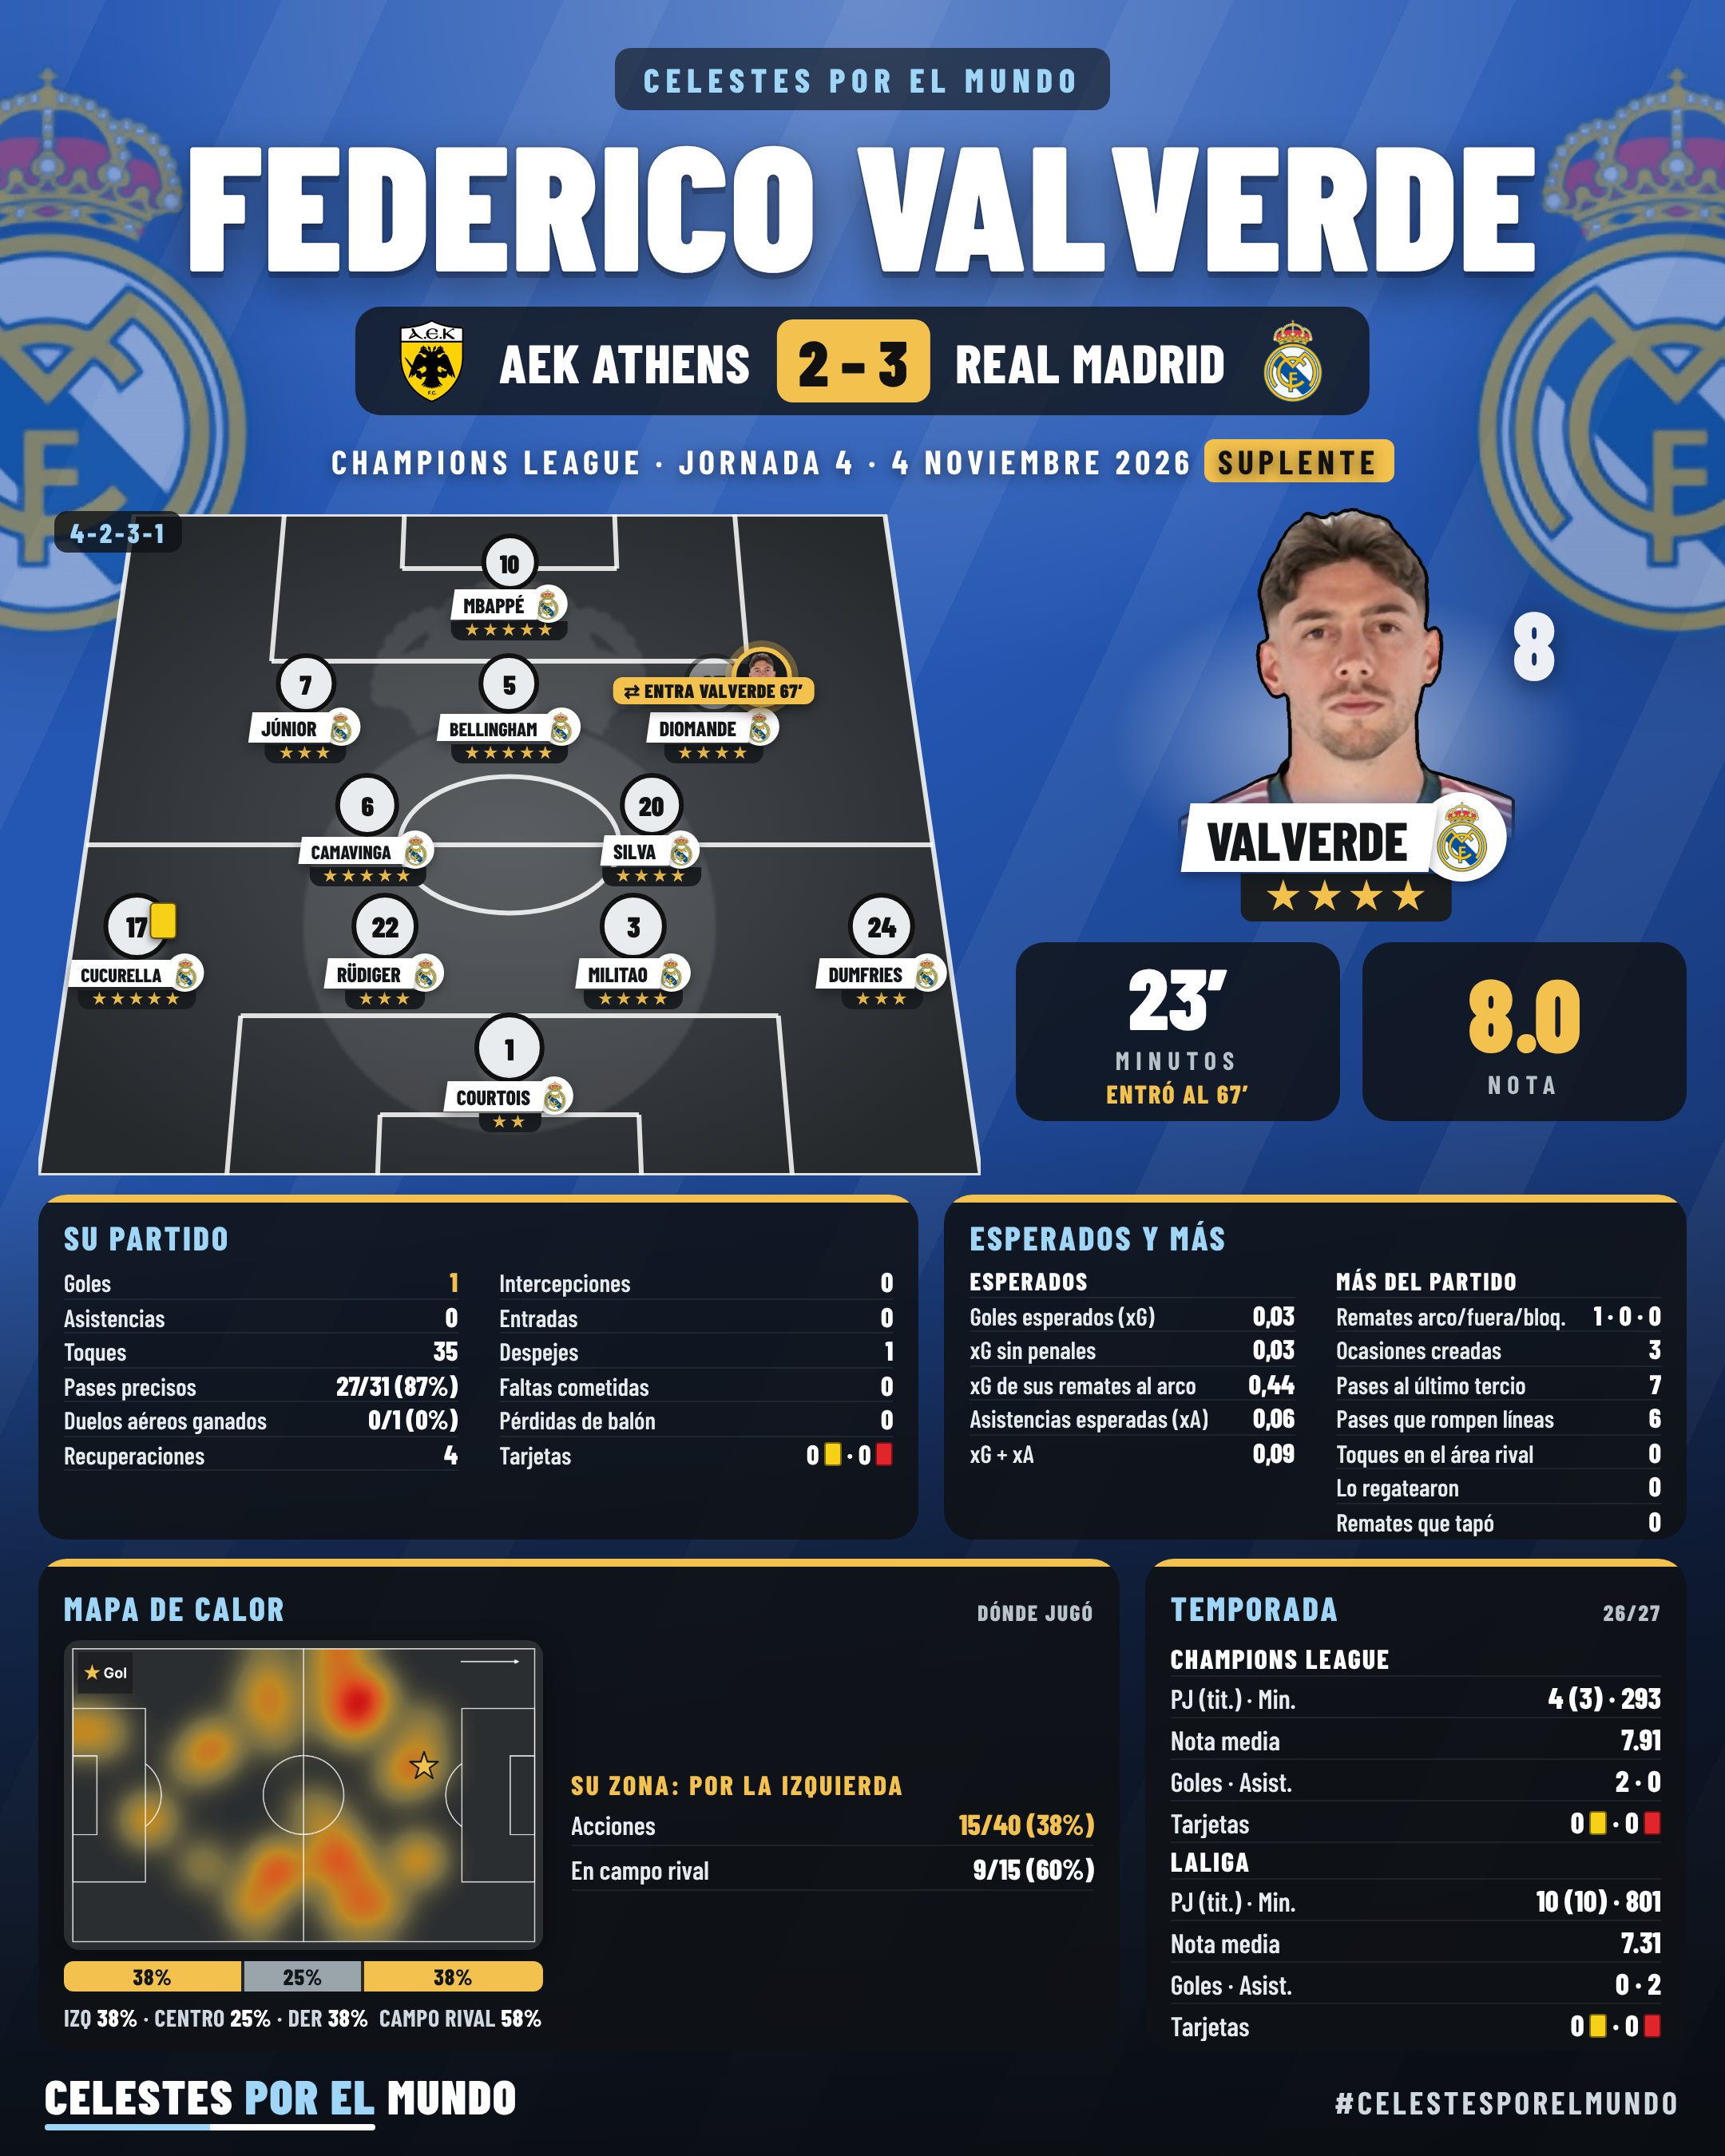 CELESTES POR EL MUNDO
FEDERICO VALVERDE
A.E.K
F.C.
AEK ATHENS 2 – 3 REAL MADRID
CHAMPIONS LEAGUE · JORNADA 4 · 4 NOVIEMBRE 2026 SUPLENTE
4-2-3-1
10
MBAPPÉ
★★★★★
7
JÚNIOR
★★★
5
BELLINGHAM
★★★★★
⇄ ENTRA VALVERDE 67’
DIOMANDE
★★★★
6
CAMAVINGA
★★★★★
20
SILVA
★★★★
17
CUCURELLA
★★★★★
22
RÜDIGER
★★★
3
MILITAO
★★★★
24
DUMFRIES
★★★
1
COURTOIS
★★
8
VALVERDE
★★★★
23’
MINUTOS
ENTRÓ AL 67’
8.0
NOTA
SU PARTIDO
Goles 1
Asistencias 0
Toques 35
Pases precisos 27/31 (87%)
Duelos aéreos ganados 0/1 (0%)
Recuperaciones 4
Intercepciones 0
Entradas 0
Despejes 1
Faltas cometidas 0
Pérdidas de balón 0
Tarjetas 0 · 0
ESPERADOS Y MÁS
ESPERADOS
Goles esperados (xG) 0,03
xG sin penales 0,03
xG de sus remates al arco 0,44
Asistencias esperadas (xA) 0,06
xG + xA 0,09
MÁS DEL PARTIDO
Remates arco/fuera/bloq. 1 · 0 · 0
Ocasiones creadas 3
Pases al último tercio 7
Pases que rompen líneas 6
Toques en el área rival 0
Lo regatearon 0
Remates que tapó 0
MAPA DE CALOR DÓNDE JUGÓ
★ Gol
38% 25% 38%
IZQ 38% · CENTRO 25% · DER 38% CAMPO RIVAL 58%
SU ZONA: POR LA IZQUIERDA
Acciones 15/40 (38%)
En campo rival 9/15 (60%)
TEMPORADA 26/27
CHAMPIONS LEAGUE
PJ (tit.) · Min. 4 (3) · 293
Nota media 7.91
Goles · Asist. 2 · 0
Tarjetas 0 · 0
LALIGA
PJ (tit.) · Min. 10 (10) · 801
Nota media 7.31
Goles · Asist. 0 · 2
Tarjetas 0 · 0
CELESTES POR EL MUNDO
#CELESTESPORELMUNDO